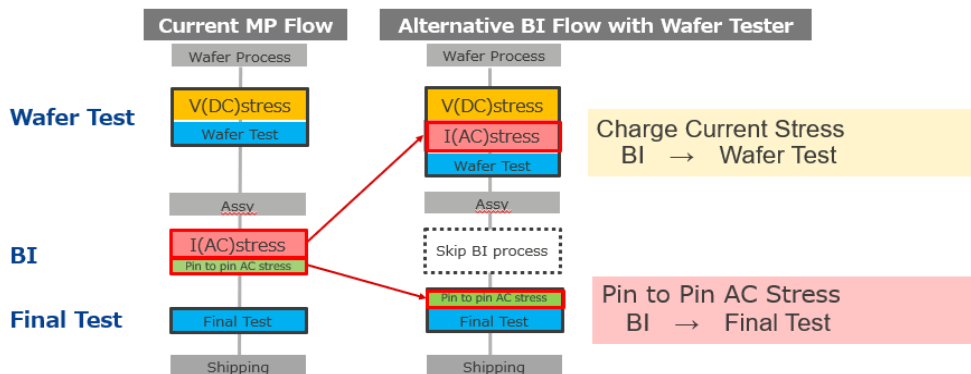 Current MP Flow
Alternative BI Flow with Wafer Tester
Wafer Process
Wafer Process
Wafer Test
V(DC)stress
Wafer Test
V(DC)stress
I(AC)stress
Wafer Test
Charge Current Stress
BI → Wafer Test
Assy
Assy
BI
I(AC)stress
Pin to pin AC stress
Skip BI process
Final Test
Final Test
Pin to pin AC stress
Final Test
Pin to Pin AC Stress
BI → Final Test
Shipping
Shipping